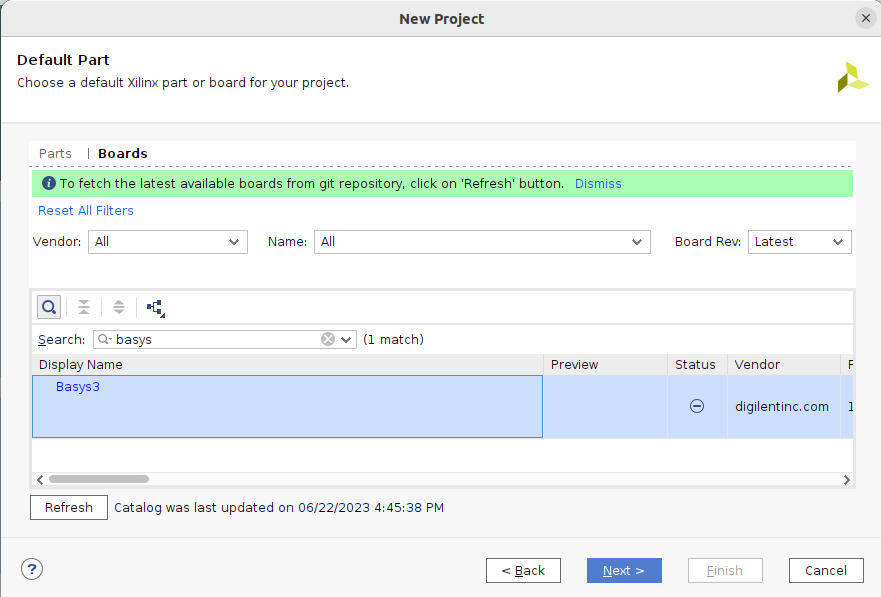 New Project
Default Part
Choose a default Xilinx part or board for your project.
Parts | Boards
To fetch the latest available boards from git repository, click on 'Refresh' button. Dismiss
Reset All Filters
Vendor: All Name: All Board Rev: Latest
Search: basys (1 match)
Display Name Preview Status Vendor
Basys3
digilentinc.com
Refresh Catalog was last updated on 06/22/2023 4:45:38 PM
? < Back Next > Finish Cancel